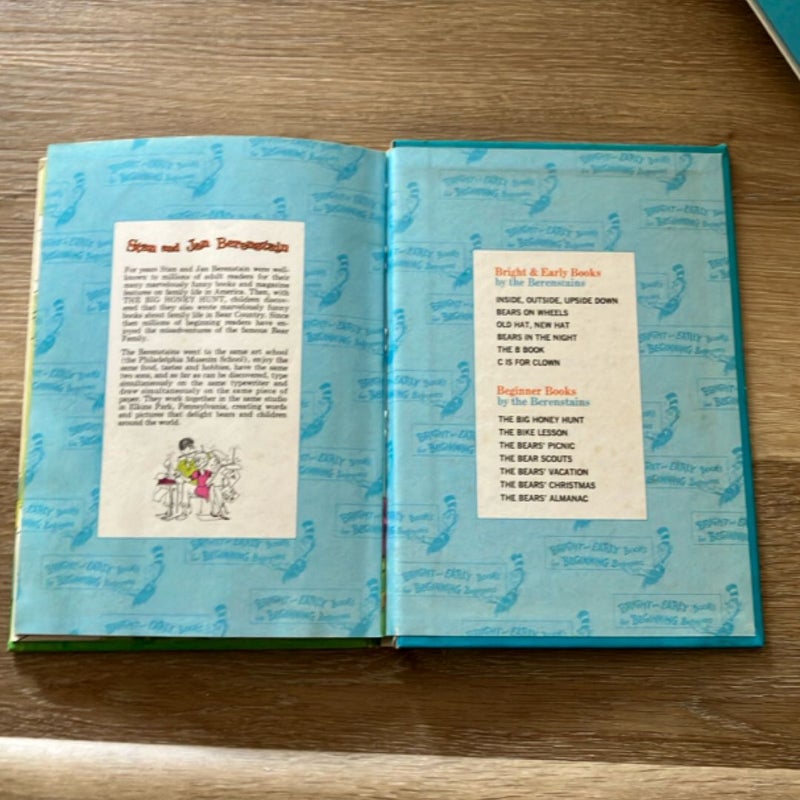 Stan and Jan Berenstain
For years Stan and Jan Berenstain were well-
known to millions of adult readers for their
many marvelously funny books and magazine
features on family life in America. Then, with
THE BIG HONEY HUNT, children discov-
ered that they also wrote marvelously funny
books about family life in Bear Country. Since
then millions of beginning readers have en-
joyed the misadventures of the famous Bear
Family.
The Berenstains went to the same art school
(the Philadelphia Museum School), enjoy the
same food, tastes and hobbies, have the same
two sons, and so far as can be discovered, type
simultaneously on the same typewriter and
draw simultaneously on the same piece of
paper. They work together in the same studio
in Elkins Park, Pennsylvania, creating words
and pictures that delight bears and children
around the world.
Bright & Early Books
by the Berenstains
INSIDE, OUTSIDE, UPSIDE DOWN
BEARS ON WHEELS
OLD HAT, NEW HAT
BEARS IN THE NIGHT
THE B BOOK
C IS FOR CLOWN
Beginner Books
by the Berenstains
THE BIG HONEY HUNT
THE BIKE LESSON
THE BEARS' PICNIC
THE BEAR SCOUTS
THE BEARS' VACATION
THE BEARS' CHRISTMAS
THE BEARS' ALMANAC
BRIGHT and EARLY Books
for BEGINNING Beginners